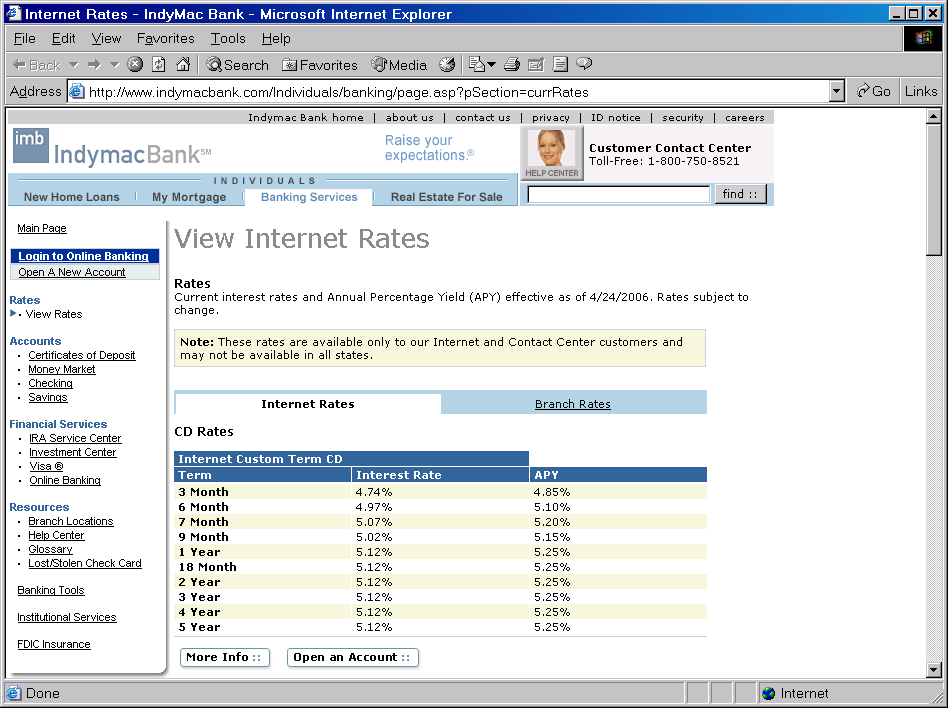 Internet Rates - IndyMac Bank - Microsoft Internet Explorer
File Edit View Favorites Tools Help
Back Search Favorites Media
Address http://www.indymacbank.com/Individuals/banking/page.asp?pSection=currRates Go Links
Indymac Bank home | about us | contact us | privacy | ID notice | security | careers
imb
IndymacBank SM
Raise your
expectations.®
HELP CENTER
Customer Contact Center
Toll-Free: 1-800-750-8521
INDIVIDUALS
New Home Loans My Mortgage Banking Services Real Estate For Sale
find ::
Main Page
Login to Online Banking
Open A New Account
Rates
View Rates
Accounts
Certificates of Deposit
Money Market
Checking
Savings
Financial Services
IRA Service Center
Investment Center
Visa ®
Online Banking
Resources
Branch Locations
Help Center
Glossary
Lost/Stolen Check Card
Banking Tools
Institutional Services
FDIC Insurance
View Internet Rates
Rates
Current interest rates and Annual Percentage Yield (APY) effective as of 4/24/2006. Rates subject to
change.
Note: These rates are available only to our Internet and Contact Center customers and
may not be available in all states.
Internet Rates Branch Rates
CD Rates
Internet Custom Term CD
Term Interest Rate APY
3 Month 4.74% 4.85%
6 Month 4.97% 5.10%
7 Month 5.07% 5.20%
9 Month 5.02% 5.15%
1 Year 5.12% 5.25%
18 Month 5.12% 5.25%
2 Year 5.12% 5.25%
3 Year 5.12% 5.25%
4 Year 5.12% 5.25%
5 Year 5.12% 5.25%
More Info :: Open an Account ::
Done Internet